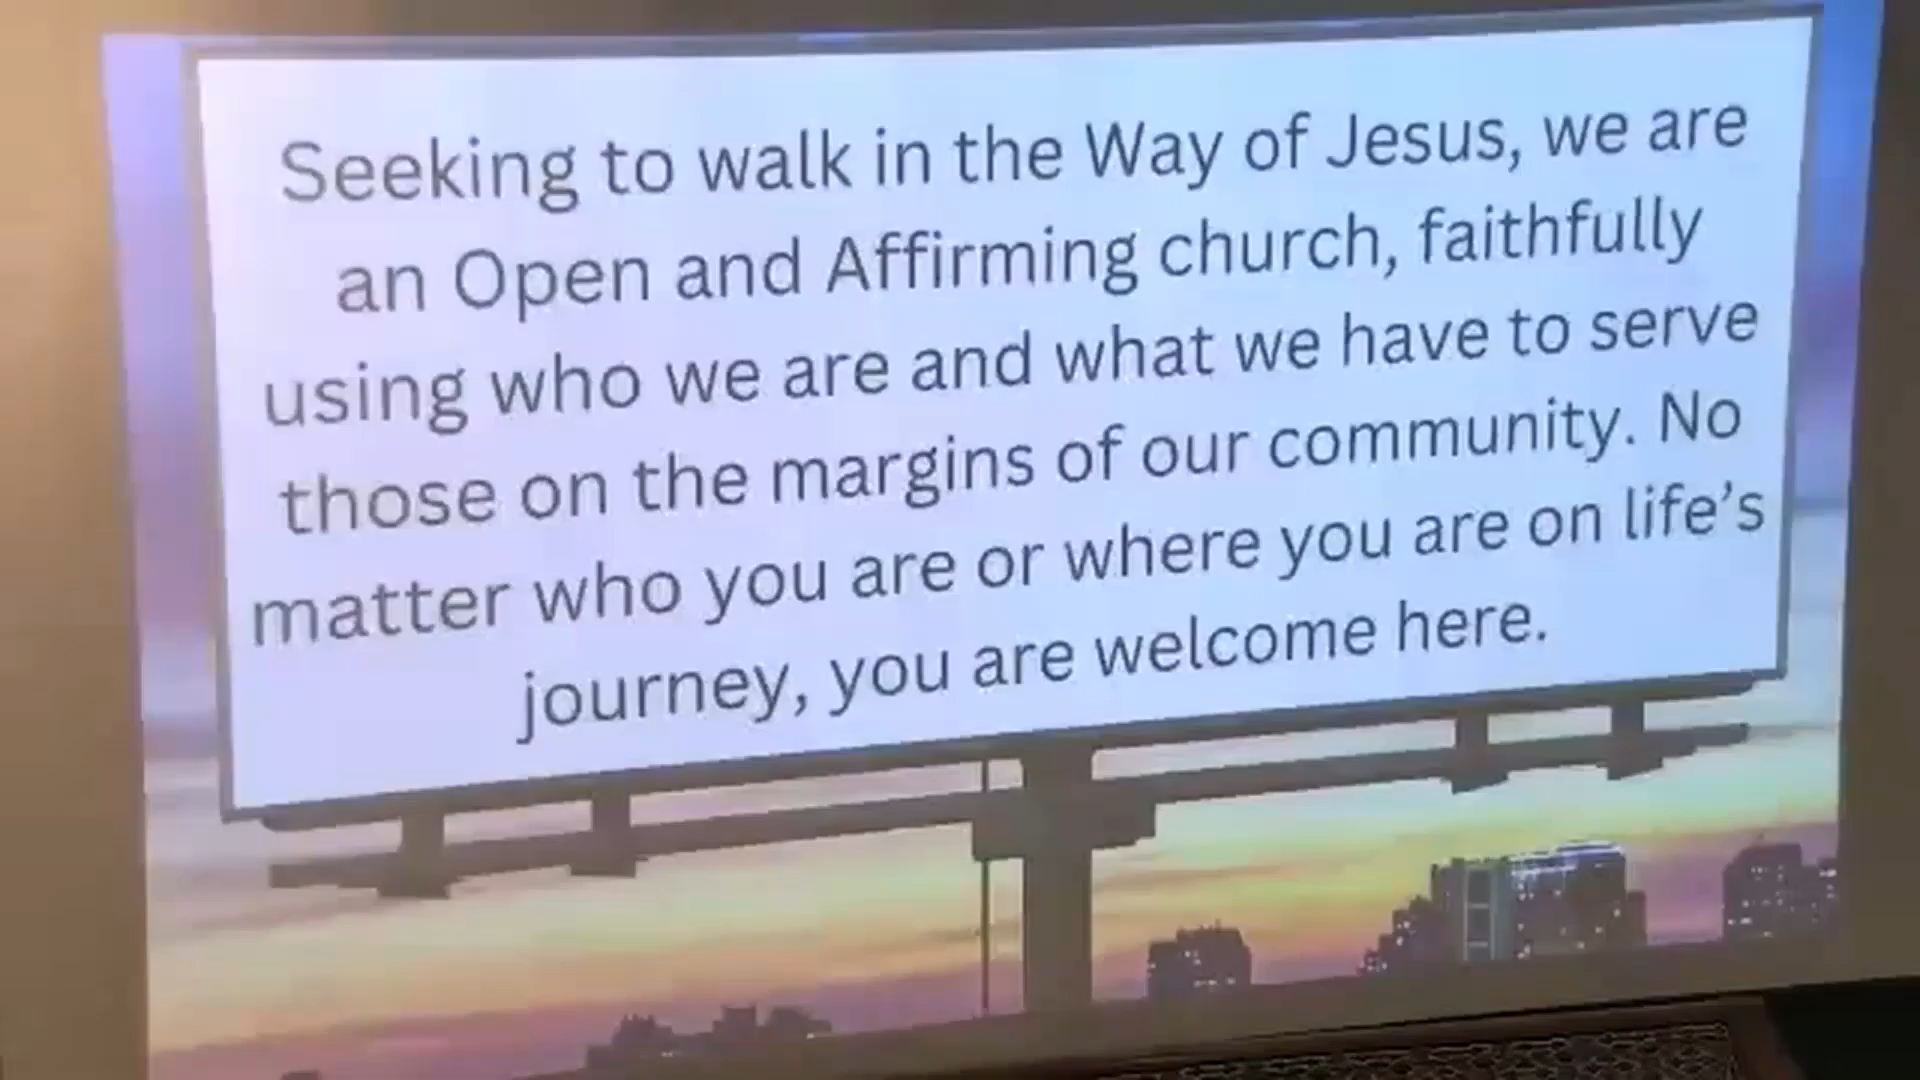 Seeking to walk in the Way of Jesus, we are
an Open and Affirming church, faithfully
using who we are and what we have to serve
those on the margins of our community. No
matter who you are or where you are on life’s
journey, you are welcome here.